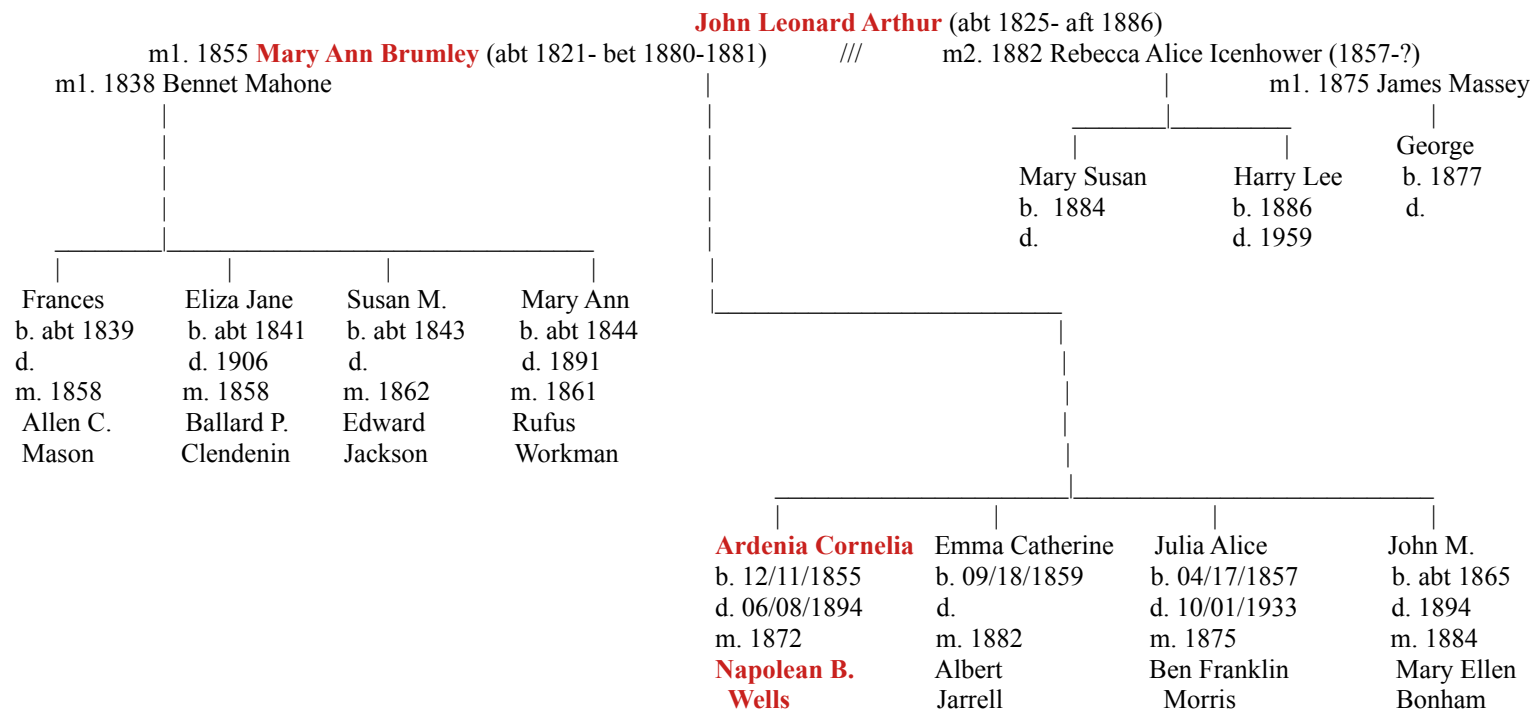 John Leonard Arthur (abt 1825- aft 1886)
m1. 1855 Mary Ann Brumley (abt 1821- bet 1880-1881) /// m2. 1882 Rebecca Alice Icenhower (1857-?)
m1. 1838 Bennet Mahone m1. 1875 James Massey
George
Mary Susan Harry Lee b. 1877
b. 1884 b. 1886 d.
d. d. 1959
Frances Eliza Jane Susan M. Mary Ann
b. abt 1839 b. abt 1841 b. abt 1843 b. abt 1844
d. d. 1906 d. d. 1891
m. 1858 m. 1858 m. 1862 m. 1861
Allen C. Ballard P. Edward Rufus
Mason Clendenin Jackson Workman
Ardenia Cornelia Emma Catherine Julia Alice John M.
b. 12/11/1855 b. 09/18/1859 b. 04/17/1857 b. abt 1865
d. 06/08/1894 d. d. 10/01/1933 d. 1894
m. 1872 m. 1882 m. 1875 m. 1884
Napolean B. Albert Ben Franklin Mary Ellen
Wells Jarrell Morris Bonham